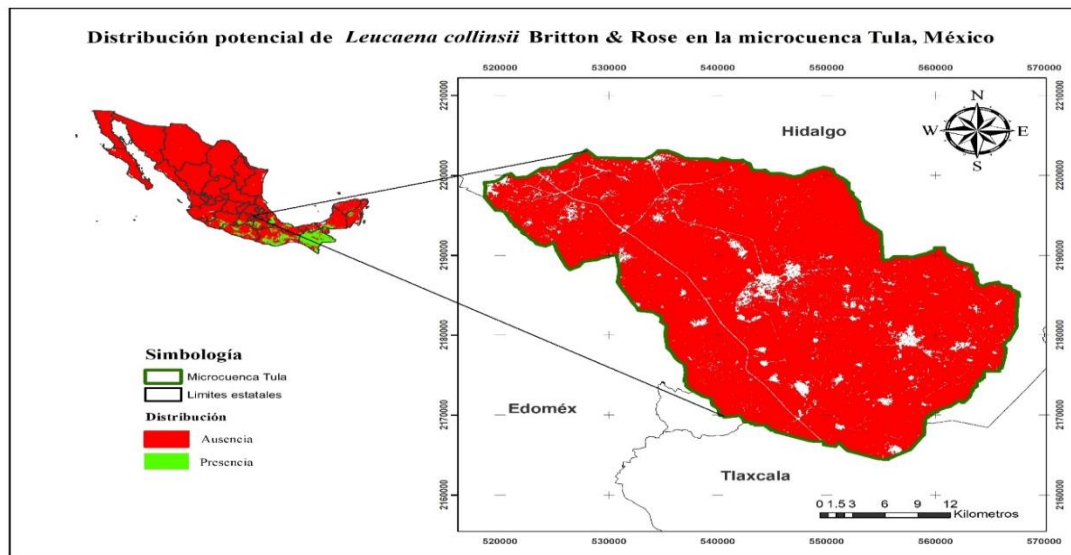 Distribución potencial de Leucaena collinsii Britton & Rose en la microcuenca Tula, México
520000 530000 540000 550000 560000 570000
2210000
2200000
2190000
2180000
2170000
2160000
Hidalgo
N
W E
S
Edoméx
Tlaxcala
Simbología
Microcuenca Tula
Limites estatales
Distribución
Ausencia
Presencia
0 1.5 3 6 9 12
Kilometros
520000 530000 540000 550000 560000 570000
2210000
2200000
2190000
2180000
2170000
2160000